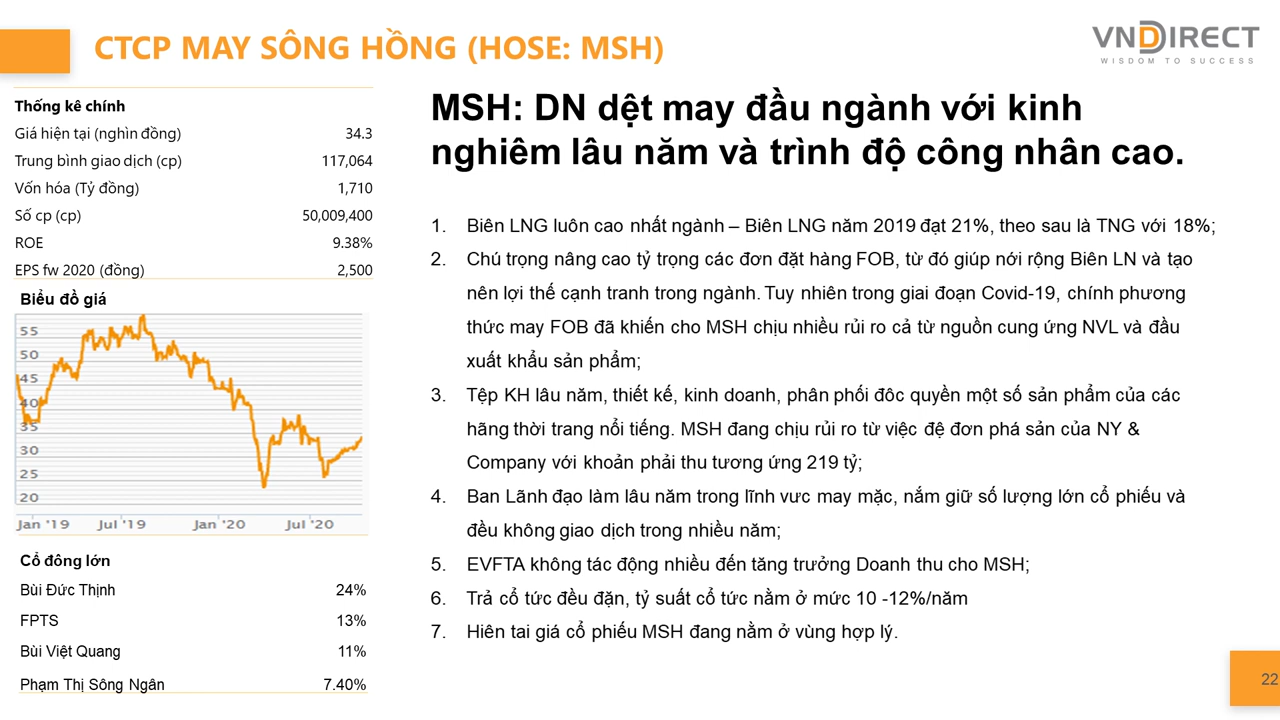 CTCP MAY SÔNG HỒNG (HOSE: MSH)
VNDIRECT
WISDOM TO SUCCESS
Thống kê chính
Giá hiện tại (nghìn đồng) 34.3
Trung bình giao dịch (cp) 117,064
Vốn hóa (Tỷ đồng) 1,710
Số cp (cp) 50,009,400
ROE 9.38%
EPS fw 2020 (đồng) 2,500
Biểu đồ giá
55
50
45
40
35
30
25
20
Jan '19 Jul '19 Jan '20 Jul '20
Cổ đông lớn
Bùi Đức Thịnh 24%
FPTS 13%
Bùi Việt Quang 11%
Phạm Thị Sông Ngân 7.40%
MSH: DN dệt may đầu ngành với kinh
nghiêm lâu năm và trình độ công nhân cao.
1. Biên LNG luôn cao nhất ngành – Biên LNG năm 2019 đạt 21%, theo sau là TNG với 18%;
2. Chú trọng nâng cao tỷ trọng các đơn đặt hàng FOB, từ đó giúp nới rộng Biên LN và tạo
nên lợi thế cạnh tranh trong ngành. Tuy nhiên trong giai đoạn Covid-19, chính phương
thức may FOB đã khiến cho MSH chịu nhiều rủi ro cả từ nguồn cung ứng NVL và đầu
xuất khẩu sản phẩm;
3. Tệp KH lâu năm, thiết kế, kinh doanh, phân phối đôc quyền một số sản phẩm của các
hãng thời trang nổi tiếng. MSH đang chịu rủi ro từ việc đệ đơn phá sản của NY &
Company với khoản phải thu tương ứng 219 tỷ;
4. Ban Lãnh đạo làm lâu năm trong lĩnh vưc may mặc, nắm giữ số lượng lớn cổ phiếu và
đều không giao dịch trong nhiều năm;
5. EVFTA không tác động nhiều đến tăng trưởng Doanh thu cho MSH;
6. Trả cổ tức đều đặn, tỷ suất cổ tức nằm ở mức 10 -12%/năm
7. Hiên tai giá cổ phiếu MSH đang nằm ở vùng hợp lý.
22